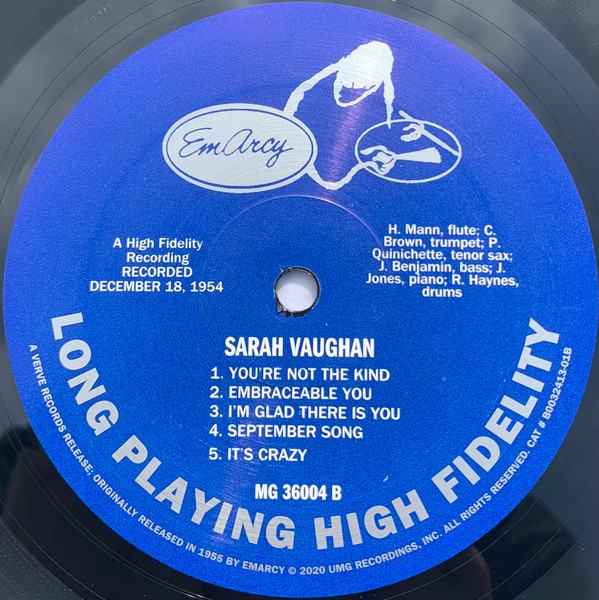 EmArcy
A High Fidelity
Recording
RECORDED
DECEMBER 18, 1954
H. Mann, flute; C.
Brown, trumpet; P.
Quinichette, tenor sax;
J. Benjamin, bass; J.
Jones, piano; R. Haynes,
drums
SARAH VAUGHAN
1. YOU'RE NOT THE KIND
2. EMBRACEABLE YOU
3. I'M GLAD THERE IS YOU
4. SEPTEMBER SONG
5. IT'S CRAZY
MG 36004 B
LONG PLAYING HIGH FIDELITY
A VERVE RECORDS RELEASE; ORIGINALLY RELEASED IN 1955 BY EMARCY © 2020 UMG RECORDINGS, INC. ALL RIGHTS RESERVED. CAT # B0032413-01B